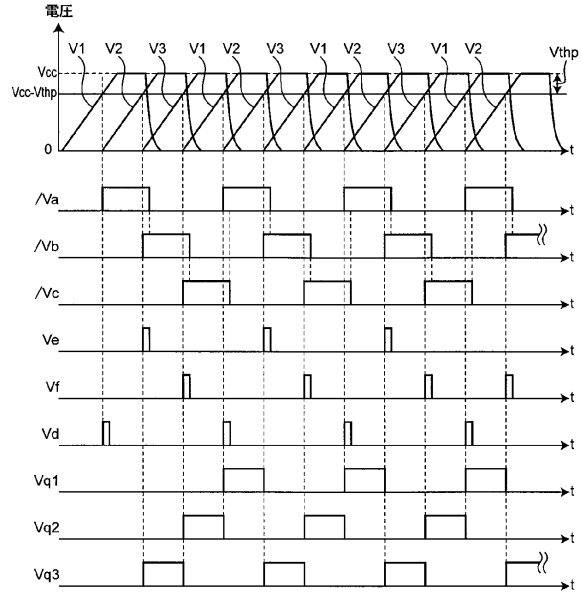 電圧
V1 V2 V3 V1 V2 V3 V1 V2 V3 V1 V2 Vthp
Vcc
Vcc-Vthp
0 t
/Va t
/Vb t
/Vc t
Ve t
Vf t
Vd t
Vq1 t
Vq2 t
Vq3 t